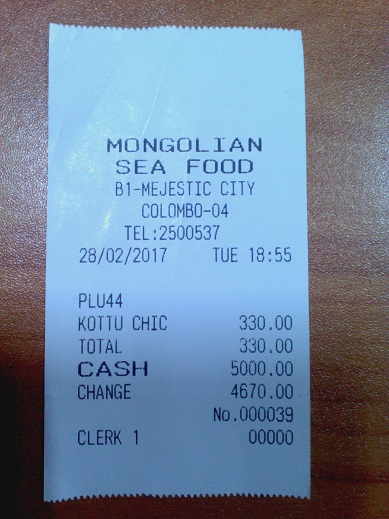 MONGOLIAN
SEA FOOD
B1-MEJESTIC CITY
COLOMBO-04
TEL:2500537
28/02/2017 TUE 18:55
PLU44
KOTTU CHIC 330.00
TOTAL 330.00
CASH 5000.00
CHANGE 4670.00
No.000039
CLERK 1 00000